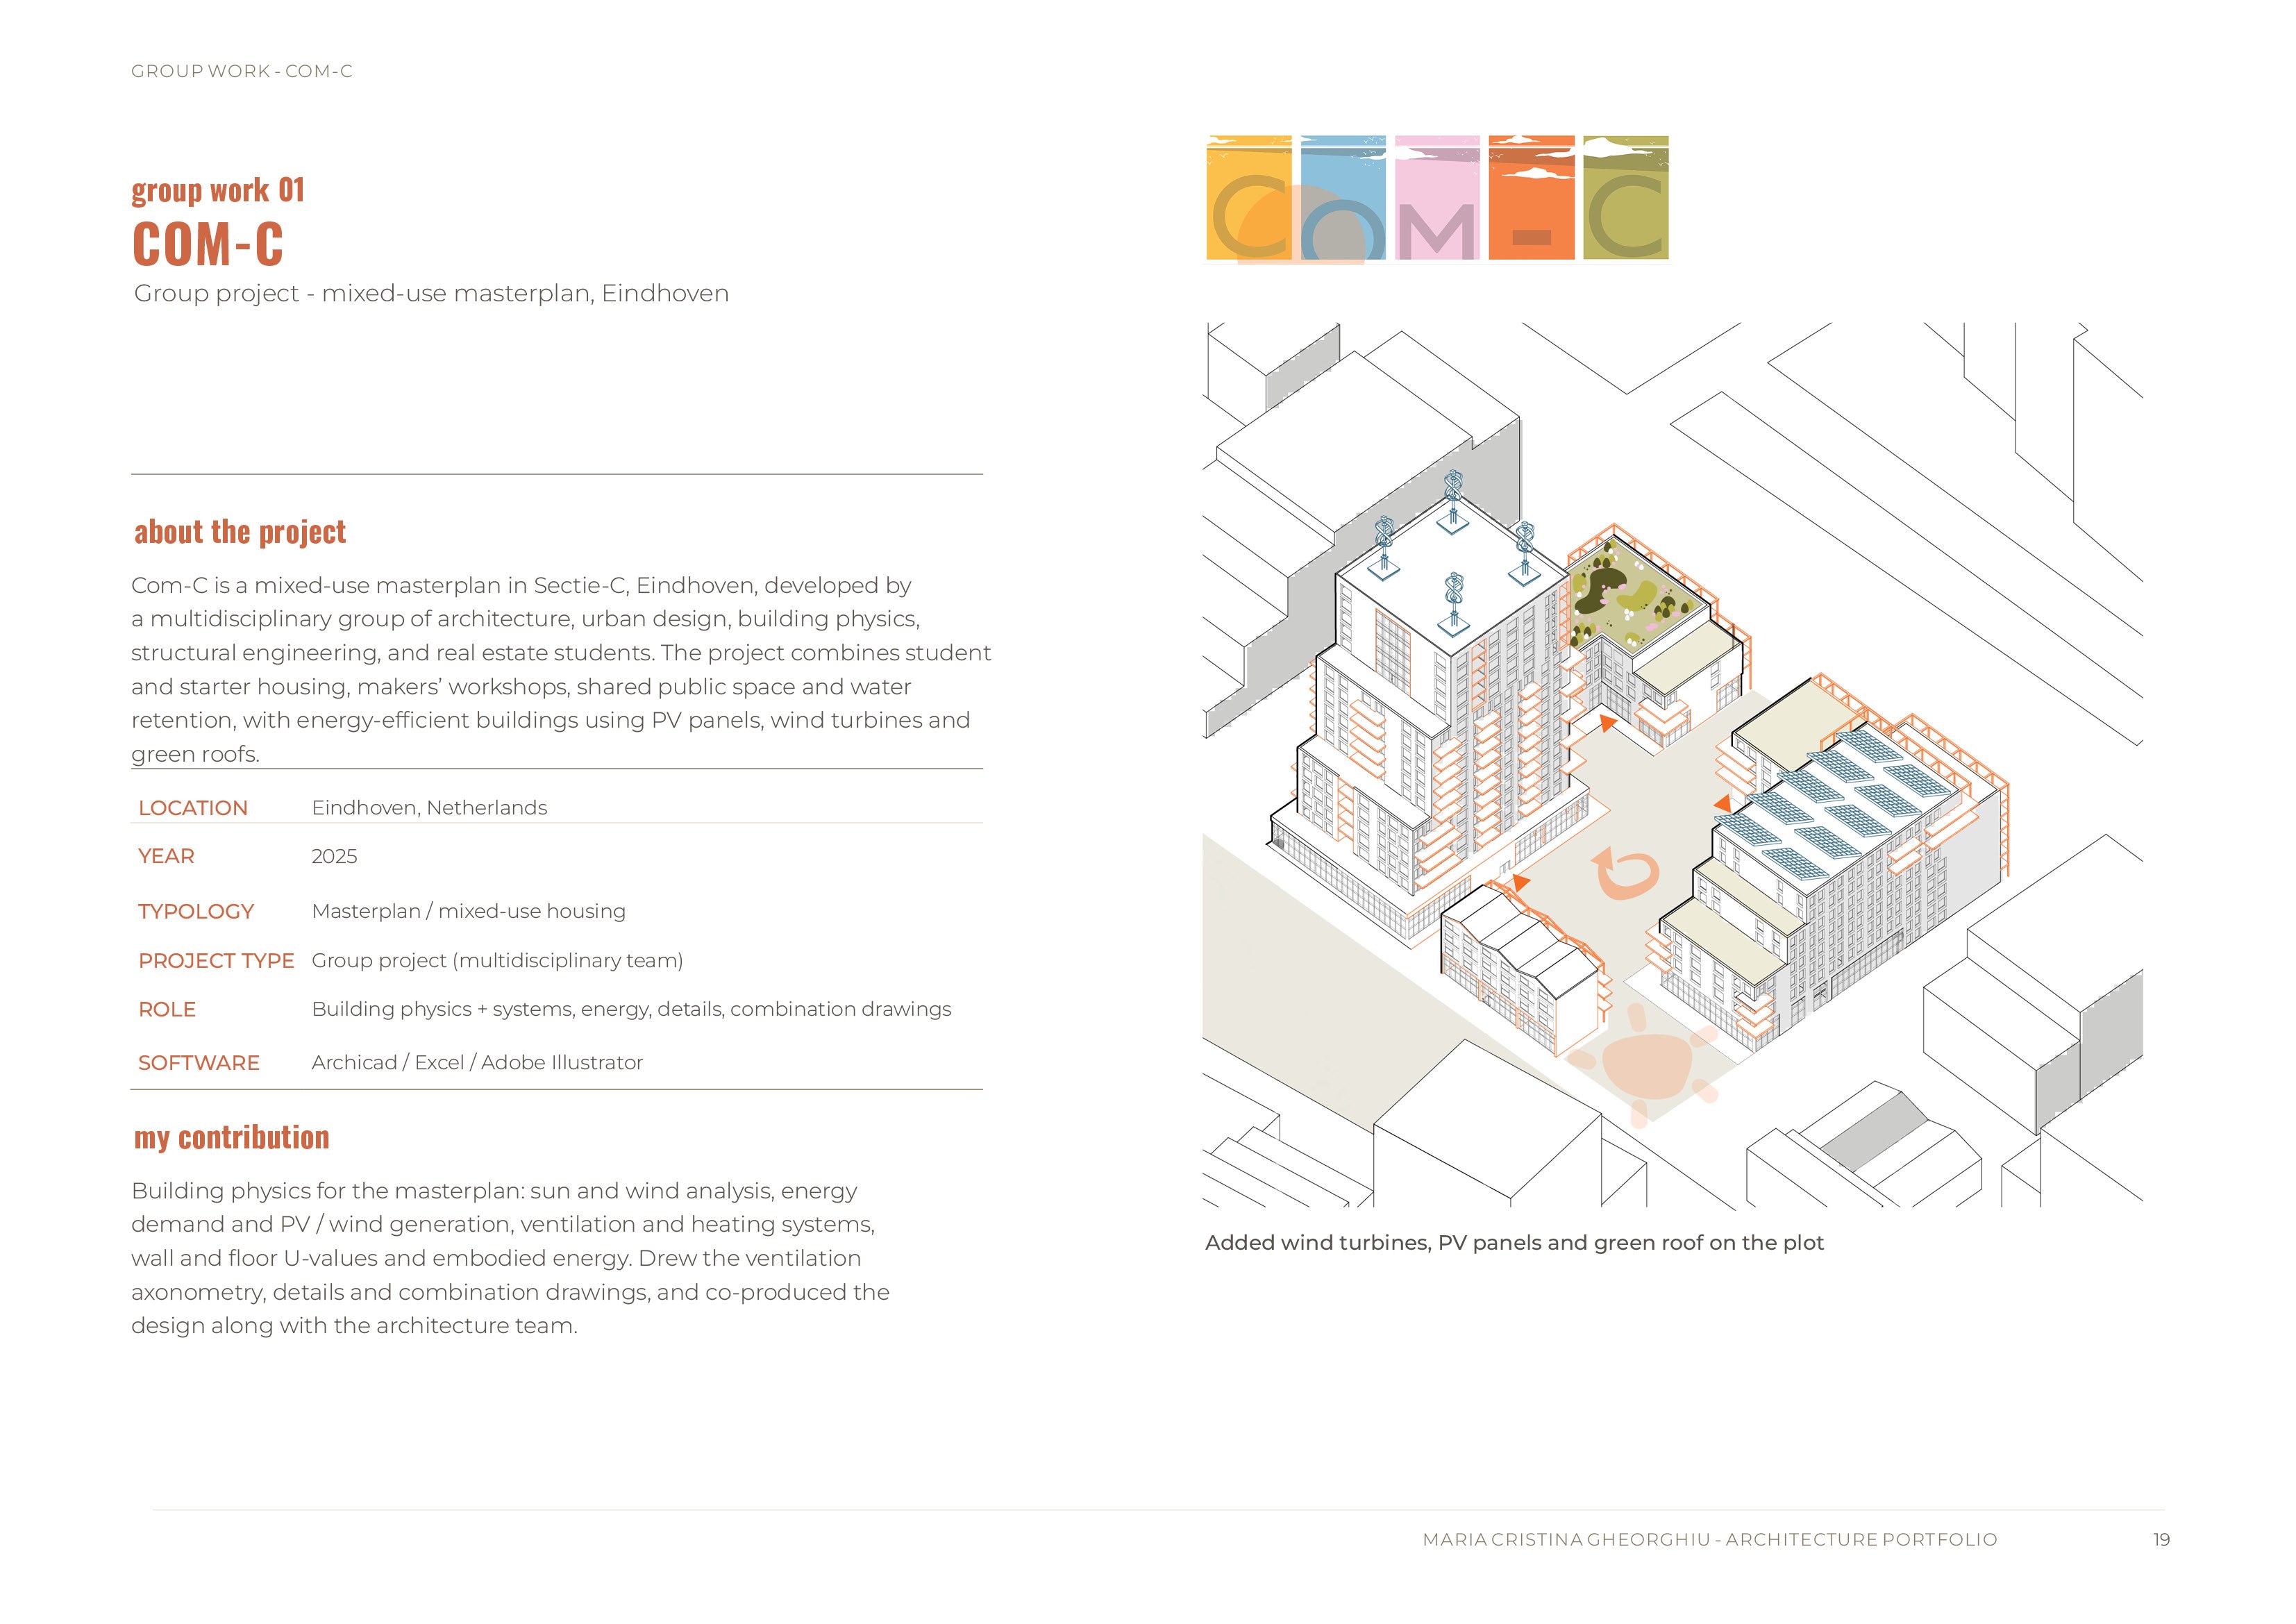 GROUP WORK - COM-C
group work 01
COM-C
Group project - mixed-use masterplan, Eindhoven
about the project
Com-C is a mixed-use masterplan in Sectie-C, Eindhoven, developed by
a multidisciplinary group of architecture, urban design, building physics,
structural engineering, and real estate students. The project combines student
and starter housing, makers’ workshops, shared public space and water
retention, with energy-efficient buildings using PV panels, wind turbines and
green roofs.
LOCATION Eindhoven, Netherlands
YEAR 2025
TYPOLOGY Masterplan / mixed-use housing
PROJECT TYPE Group project (multidisciplinary team)
ROLE Building physics + systems, energy, details, combination drawings
SOFTWARE Archicad / Excel / Adobe Illustrator
my contribution
Building physics for the masterplan: sun and wind analysis, energy
demand and PV / wind generation, ventilation and heating systems,
wall and floor U-values and embodied energy. Drew the ventilation
axonometry, details and combination drawings, and co-produced the
design along with the architecture team.
COM-C
Added wind turbines, PV panels and green roof on the plot
MARIA CRISTINA GHEORGHIU - ARCHITECTURE PORTFOLIO 19